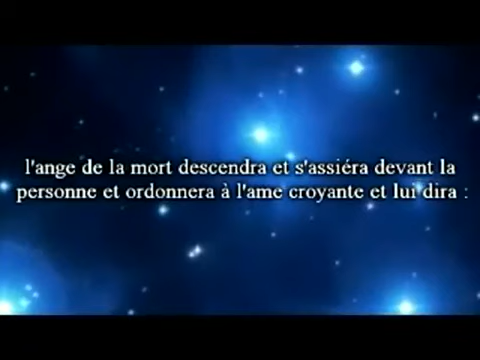 l'ange de la mort descendra et s'assiéra devant la
personne et ordonnera à l'ame croyante et lui dira :